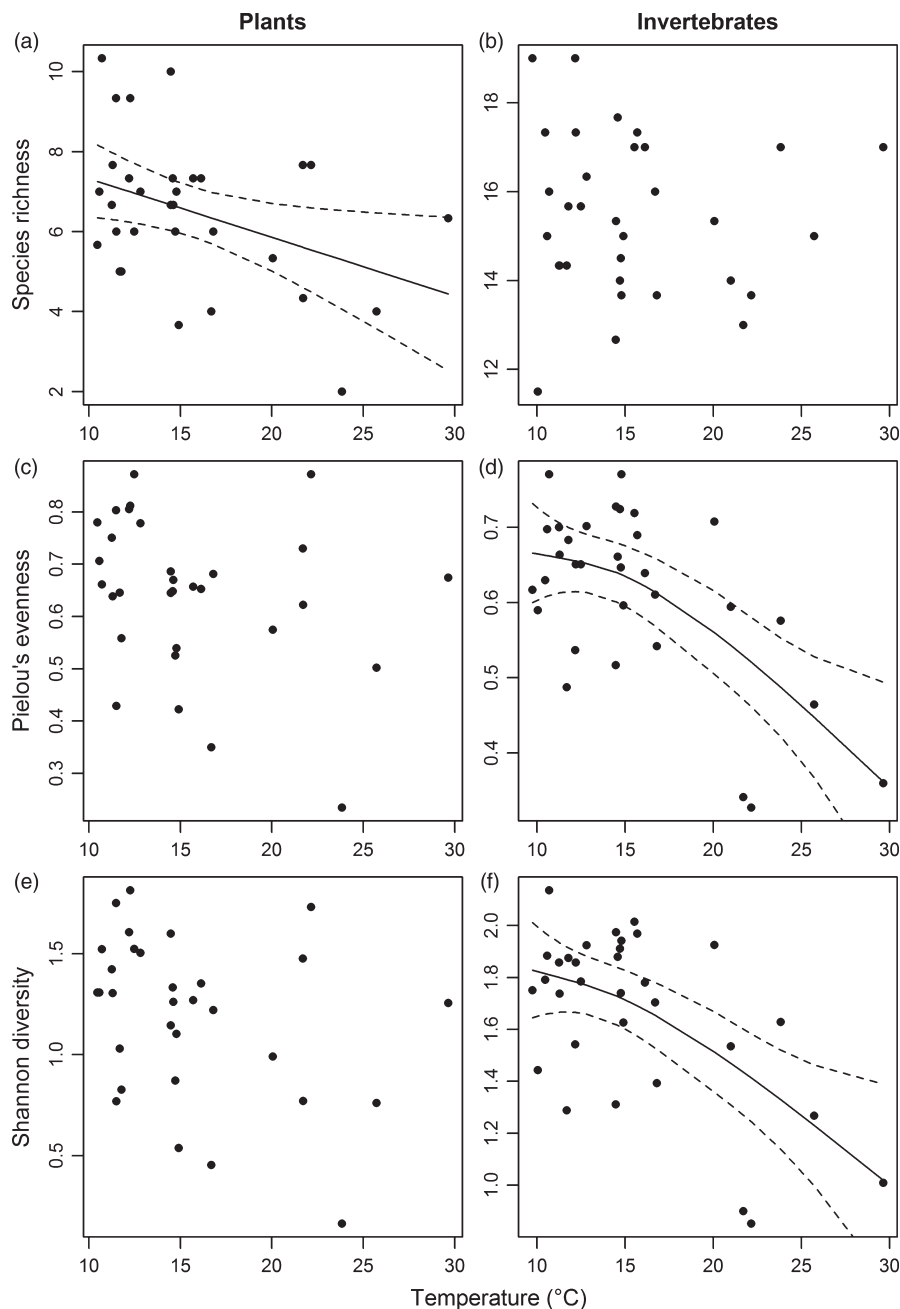 Plants Invertebrates
(a) (b)
Species richness
2 4 6 8 10
10 15 20 25 30
12 14 16 18
10 15 20 25 30
(c) (d)
Pielou's evenness
0.3 0.4 0.5 0.6 0.7 0.8
10 15 20 25 30
0.4 0.5 0.6 0.7
10 15 20 25 30
(e) (f)
Shannon diversity
0.5 1.0 1.5
10 15 20 25 30
1.0 1.2 1.4 1.6 1.8 2.0
10 15 20 25 30
Temperature (°C)